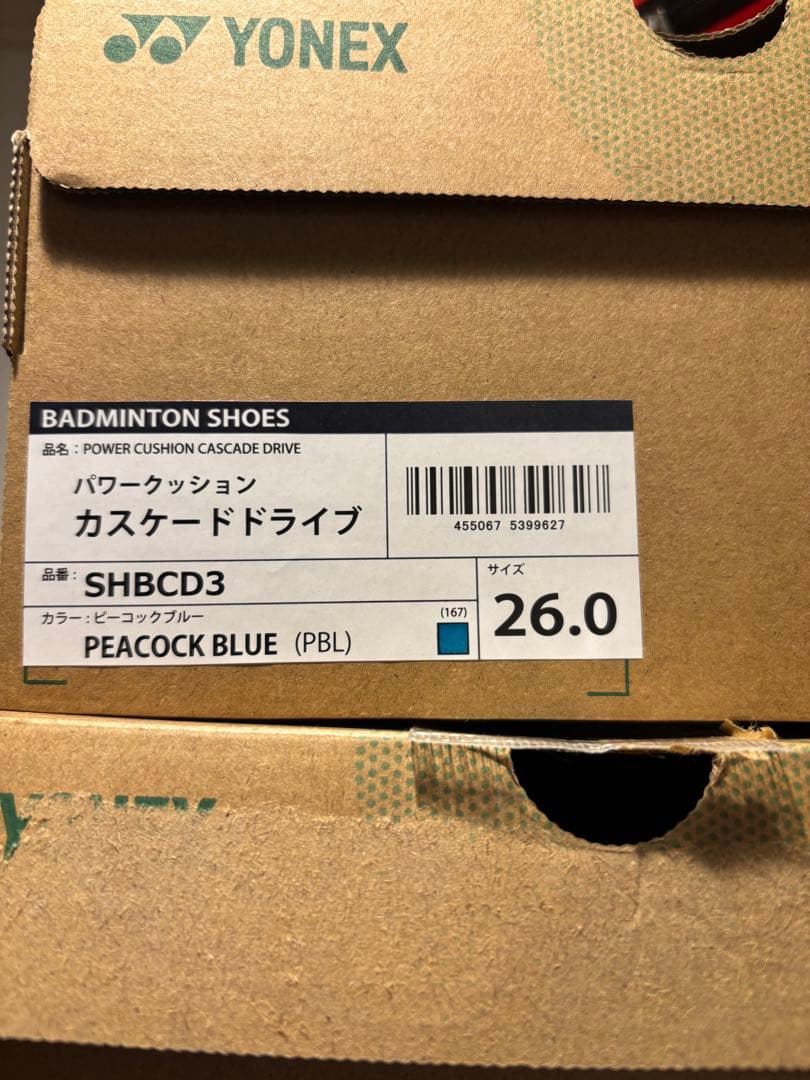 YONEX
BADMINTON SHOES
品名：POWER CUSHION CASCADE DRIVE
パワークッション
カスケードドライブ
455067 5399627
品番：SHBCD3
サイズ
26.0
カラー：ピーコックブルー
(167)
PEACOCK BLUE (PBL)